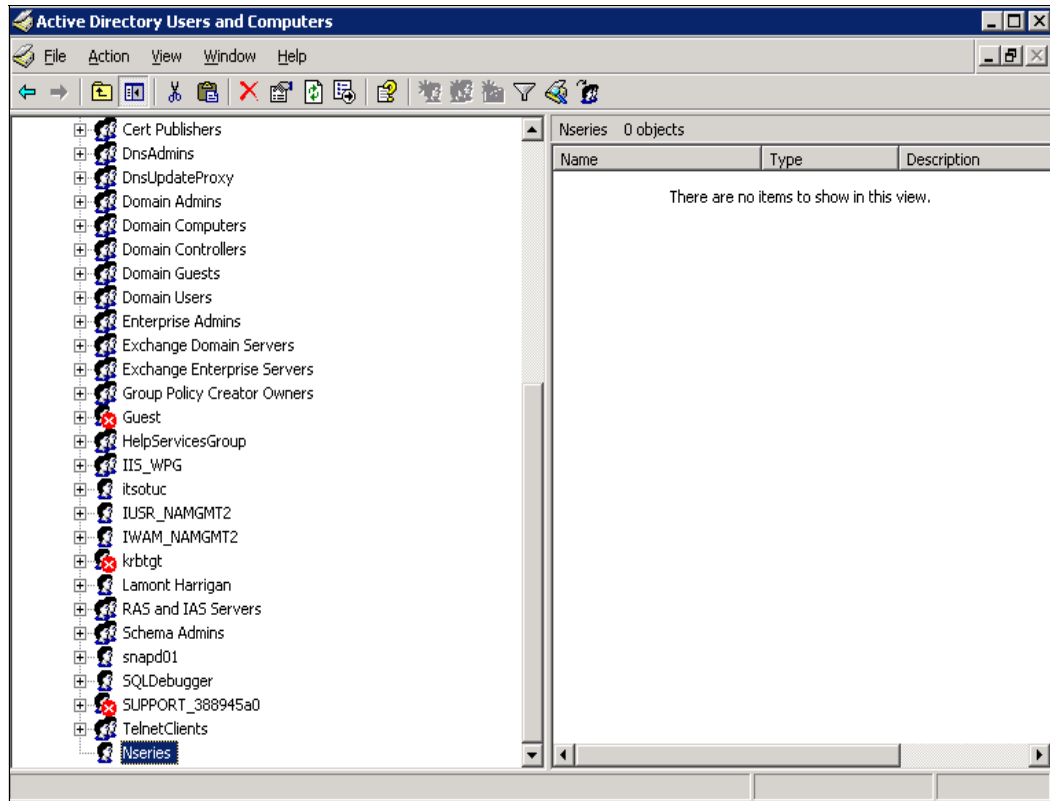 Active Directory Users and Computers
File Action View Window Help
Nseries 0 objects
Name Type Description
There are no items to show in this view.
Cert Publishers
DnsAdmins
DnsUpdateProxy
Domain Admins
Domain Computers
Domain Controllers
Domain Guests
Domain Users
Enterprise Admins
Exchange Domain Servers
Exchange Enterprise Servers
Group Policy Creator Owners
Guest
HelpServicesGroup
IIS_WPG
itsotuc
IUSR_NAMGMT2
IWAM_NAMGMT2
krbtgt
Lamont Harrigan
RAS and IAS Servers
Schema Admins
snapd01
SQLDebugger
SUPPORT_388945a0
TelnetClients
Nseries